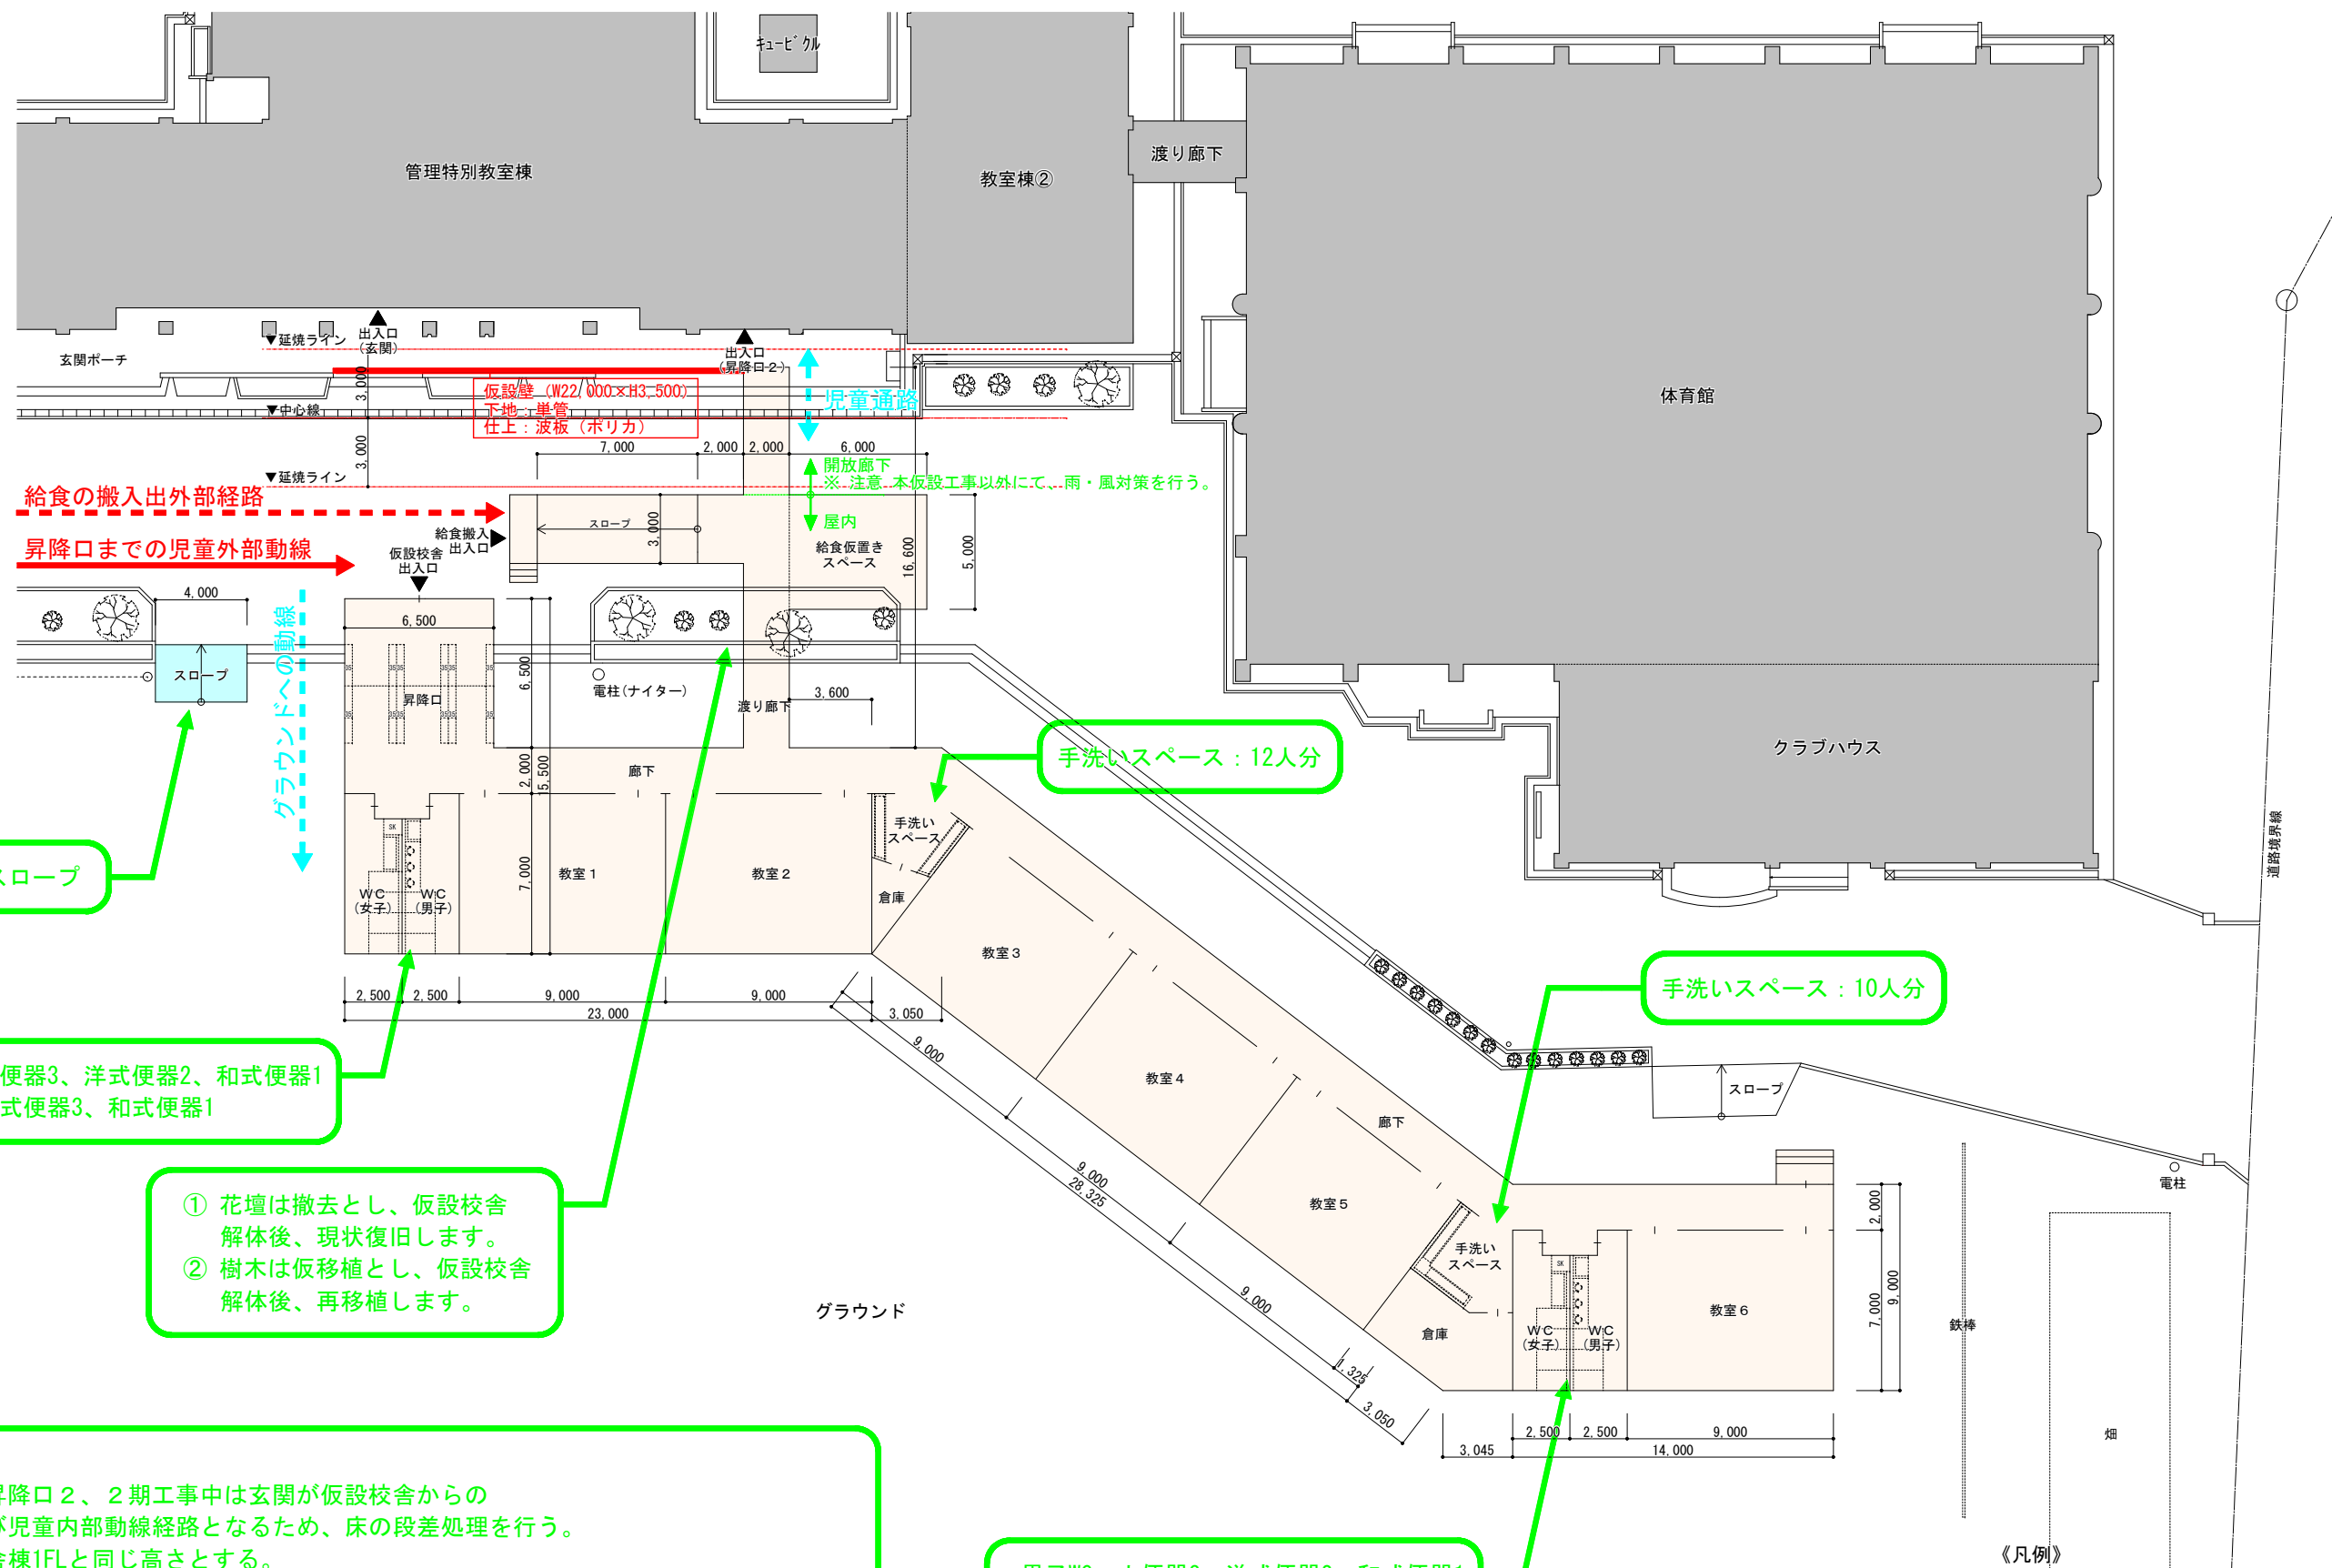 キュービクル
管理特別教室棟
教室棟②
渡り廊下
体育館
クラブハウス
玄関ポーチ
▼延焼ライン
出入口
(玄関)
出入口
(昇降口2)
3,000
仮設壁 (W22,000×H3,500)
下地：単管
仕上：波板（ポリカ）
▼中心線
児童通路
3,000
7,000
2,000
2,000
6,000
▼延焼ライン
開放廊下
※ 注意 本仮設工事以外にて、雨・風対策を行う。
屋内
給食の搬入出外部経路
昇降口までの児童外部動線
給食搬入
出入口
仮設校舎
出入口
スロープ
3,000
給食仮置き
スペース
16,600
5,000
4,000
スロープ
グラウンドへの動線
6,500
昇降口
6,500
電柱(ナイター)
渡り廊下
3,600
2,000
15,500
廊下
7,000
手洗いスペース：12人分
手洗い
スペース
倉庫
SK
WC
(女子)
WC
(男子)
教室１
教室２
教室３
教室４
教室５
廊下
スロープ
2,500
2,500
9,000
9,000
23,000
3,050
9,000
9,000
28,325
9,000
1,325
3,050
手洗いスペース：10人分
スロープ
便器3、洋式便器2、和式便器1
式便器3、和式便器1
① 花壇は撤去とし、仮設校舎
解体後、現状復旧します。
② 樹木は仮移植とし、仮設校舎
解体後、再移植します。
グラウンド
手洗い
スペース
倉庫
SK
WC
(女子)
WC
(男子)
教室６
2,000
7,000
9,000
3,045
2,500
2,500
9,000
14,000
道路境界線
電柱
鉄棒
畑
昇降口２、２期工事中は玄関が仮設校舎からの
児童内部動線経路となるため、床の段差処理を行う。
棟1FLと同じ高さとする。
《凡例》